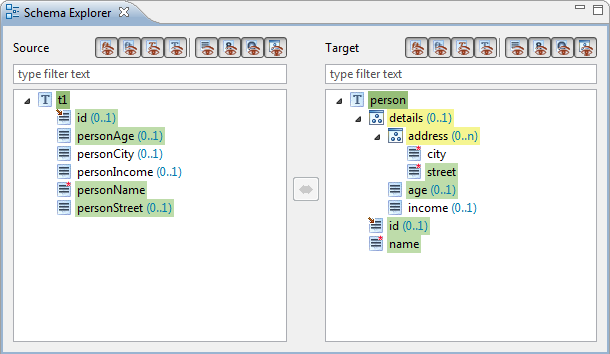 Schema Explorer
Source
type filter text
T t1
id (0..1)
personAge (0..1)
personCity (0..1)
personIncome (0..1)
personName
personStreet (0..1)
Target
type filter text
T person
details (0..1)
address (0..n)
city
street
age (0..1)
income (0..1)
id (0..1)
name